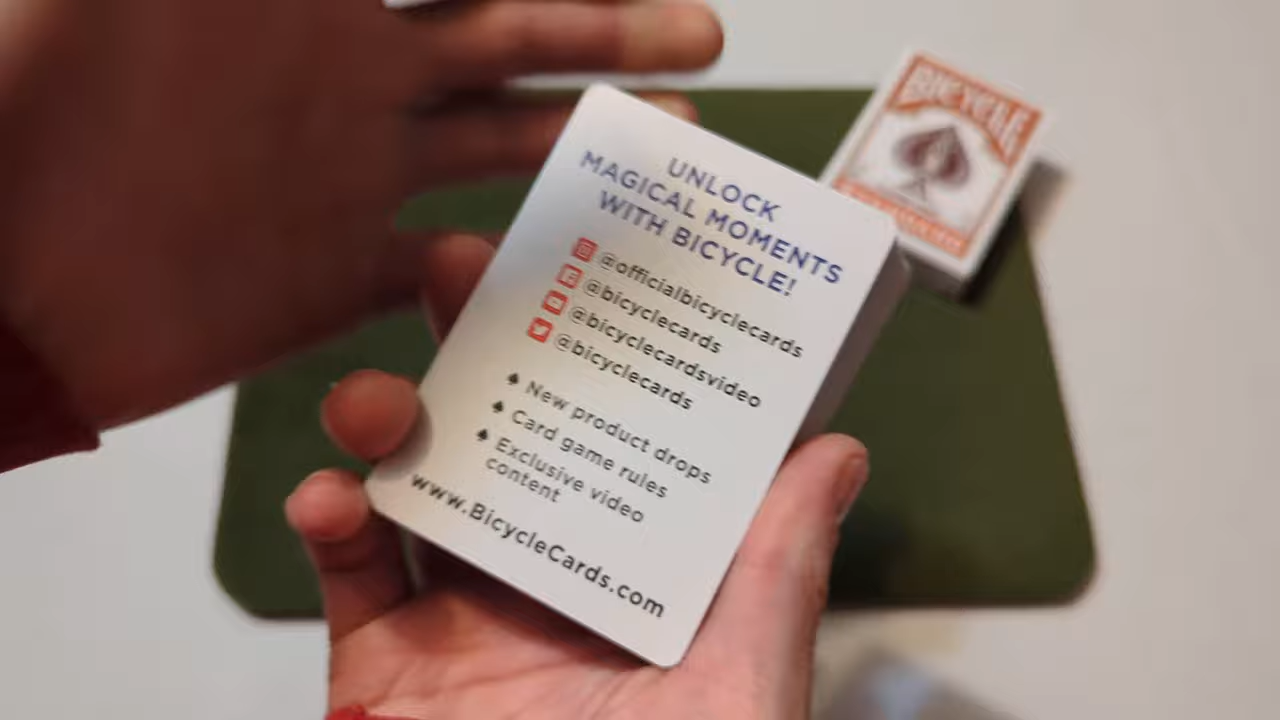 UNLOCK
MAGICAL MOMENTS
WITH BICYCLE!
@officialbicyclecards
@bicyclecards
@bicyclecardsvideo
@bicyclecards
New product drops
Card game rules
Exclusive video
content
www.BicycleCards.com
BICYCLE